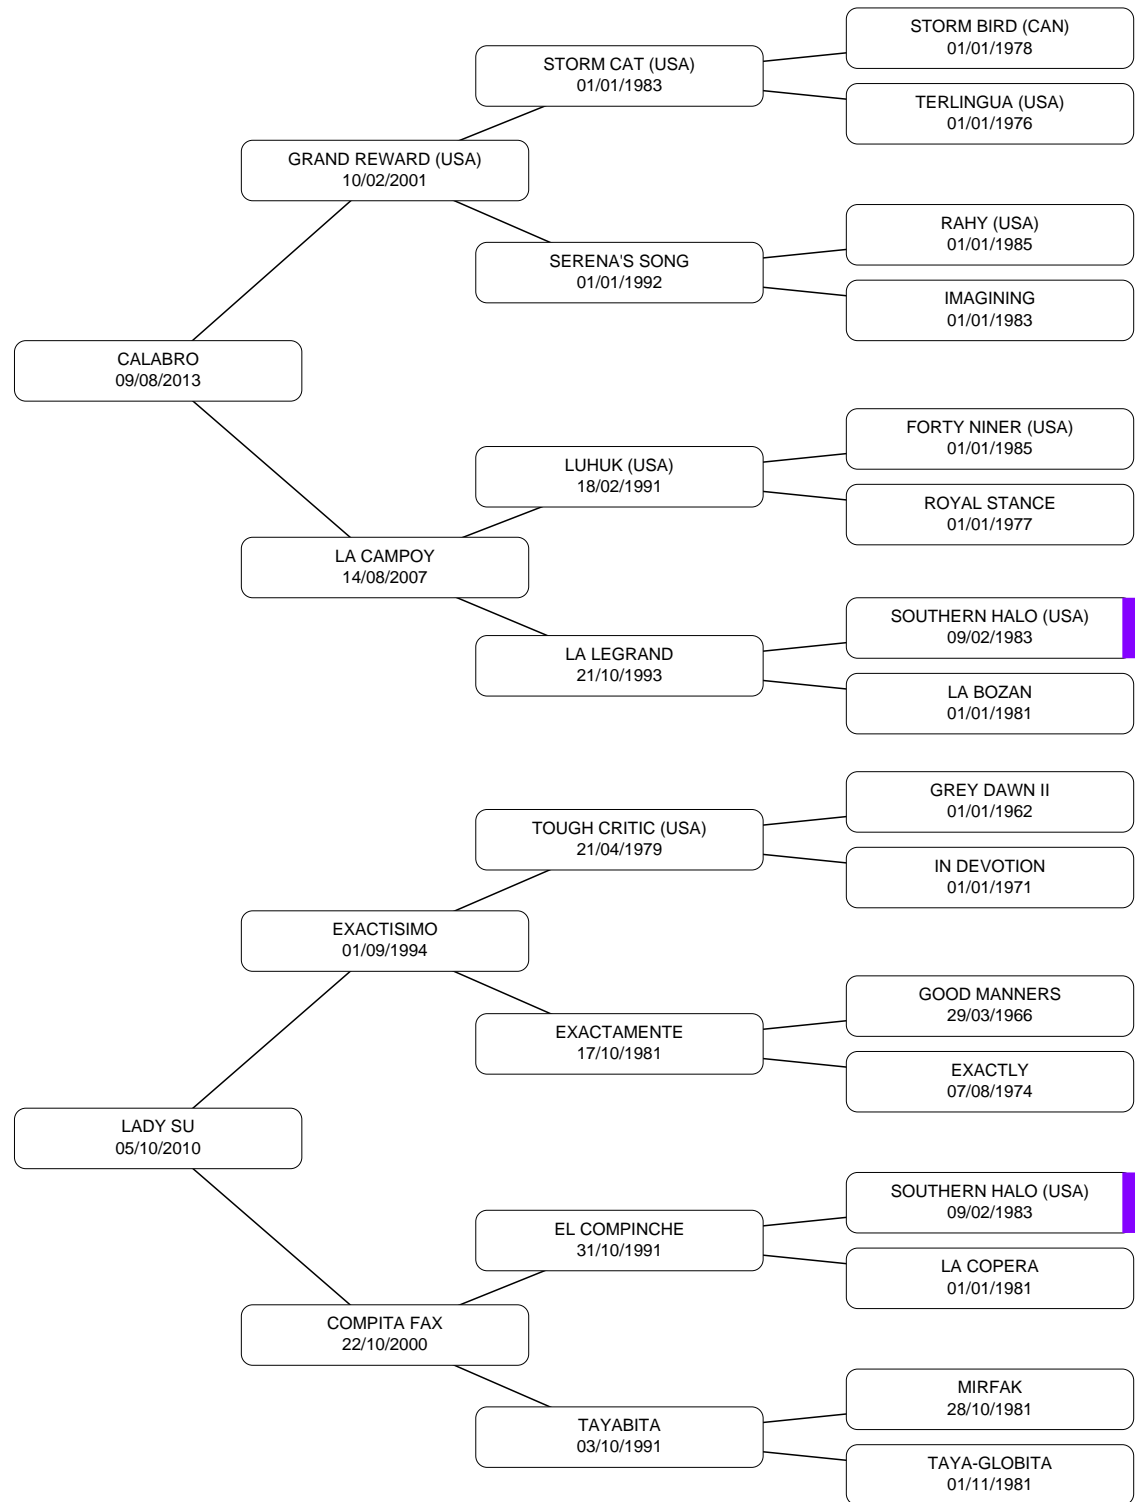 STORM BIRD (CAN)
01/01/1978
STORM CAT (USA)
01/01/1983
TERLINGUA (USA)
01/01/1976
GRAND REWARD (USA)
10/02/2001
RAHY (USA)
01/01/1985
SERENA'S SONG
01/01/1992
IMAGINING
01/01/1983
CALABRO
09/08/2013
FORTY NINER (USA)
01/01/1985
LUHUK (USA)
18/02/1991
ROYAL STANCE
01/01/1977
LA CAMPOY
14/08/2007
SOUTHERN HALO (USA)
09/02/1983
LA LEGRAND
21/10/1993
LA BOZAN
01/01/1981
GREY DAWN II
01/01/1962
TOUGH CRITIC (USA)
21/04/1979
IN DEVOTION
01/01/1971
EXACTISIMO
01/09/1994
GOOD MANNERS
29/03/1966
EXACTAMENTE
17/10/1981
EXACTLY
07/08/1974
LADY SU
05/10/2010
SOUTHERN HALO (USA)
09/02/1983
EL COMPINCHE
31/10/1991
LA COPERA
01/01/1981
COMPITA FAX
22/10/2000
MIRFAK
28/10/1981
TAYABITA
03/10/1991
TAYA-GLOBITA
01/11/1981